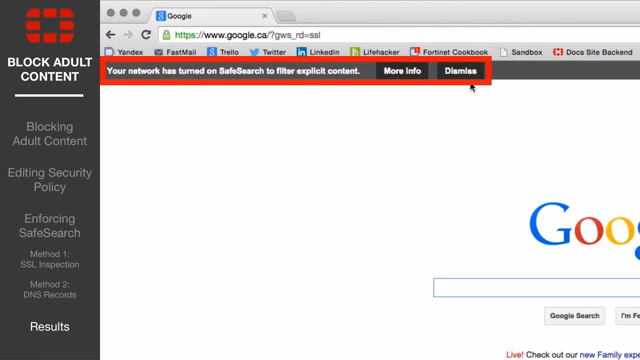 BLOCK ADULT
CONTENT
Blocking
Adult Content
Editing Security
Policy
Enforcing
SafeSearch
Method 1:
SSL Inspection
Method 2:
DNS Records
Results
Google
https://www.google.ca/?gws_rd=ssl
Yandex FastMail Trello Twitter LinkedIn Lifehacker Fortinet Cookbook Sandbox Docs Site Backend
Your network has turned on SafeSearch to filter explicit content. More info Dismiss
Goog
Google Search I'm Fe
Live! Check out our new Family expe